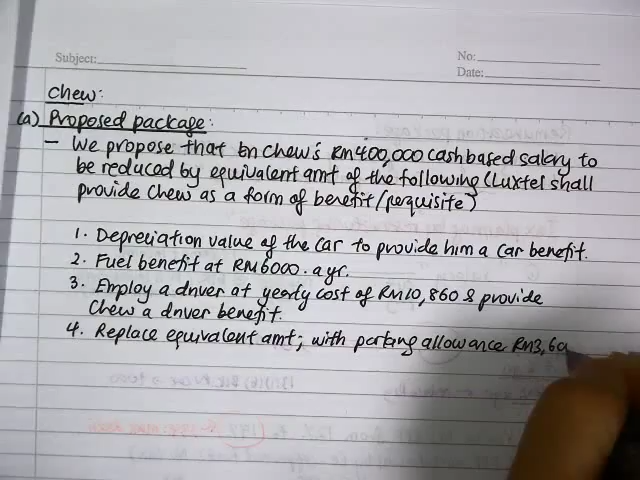 Subject:
No:
Date:
Chew:
(a) Proposed package:
- We propose that En Chew's RM400,000 cash based salary to
be reduced by equivalent amt of the following (Luxtel shall
provide Chew as a form of benefit/perquisite)
1. Depreciation value of the car to provide him a car benefit.
2. Fuel benefit at RM6000. a yr.
3. Employ a driver at yearly cost of RM10,860 & provide
Chew a driver benefit.
4. Replace equivalent amt; with parking allowance RM3,60